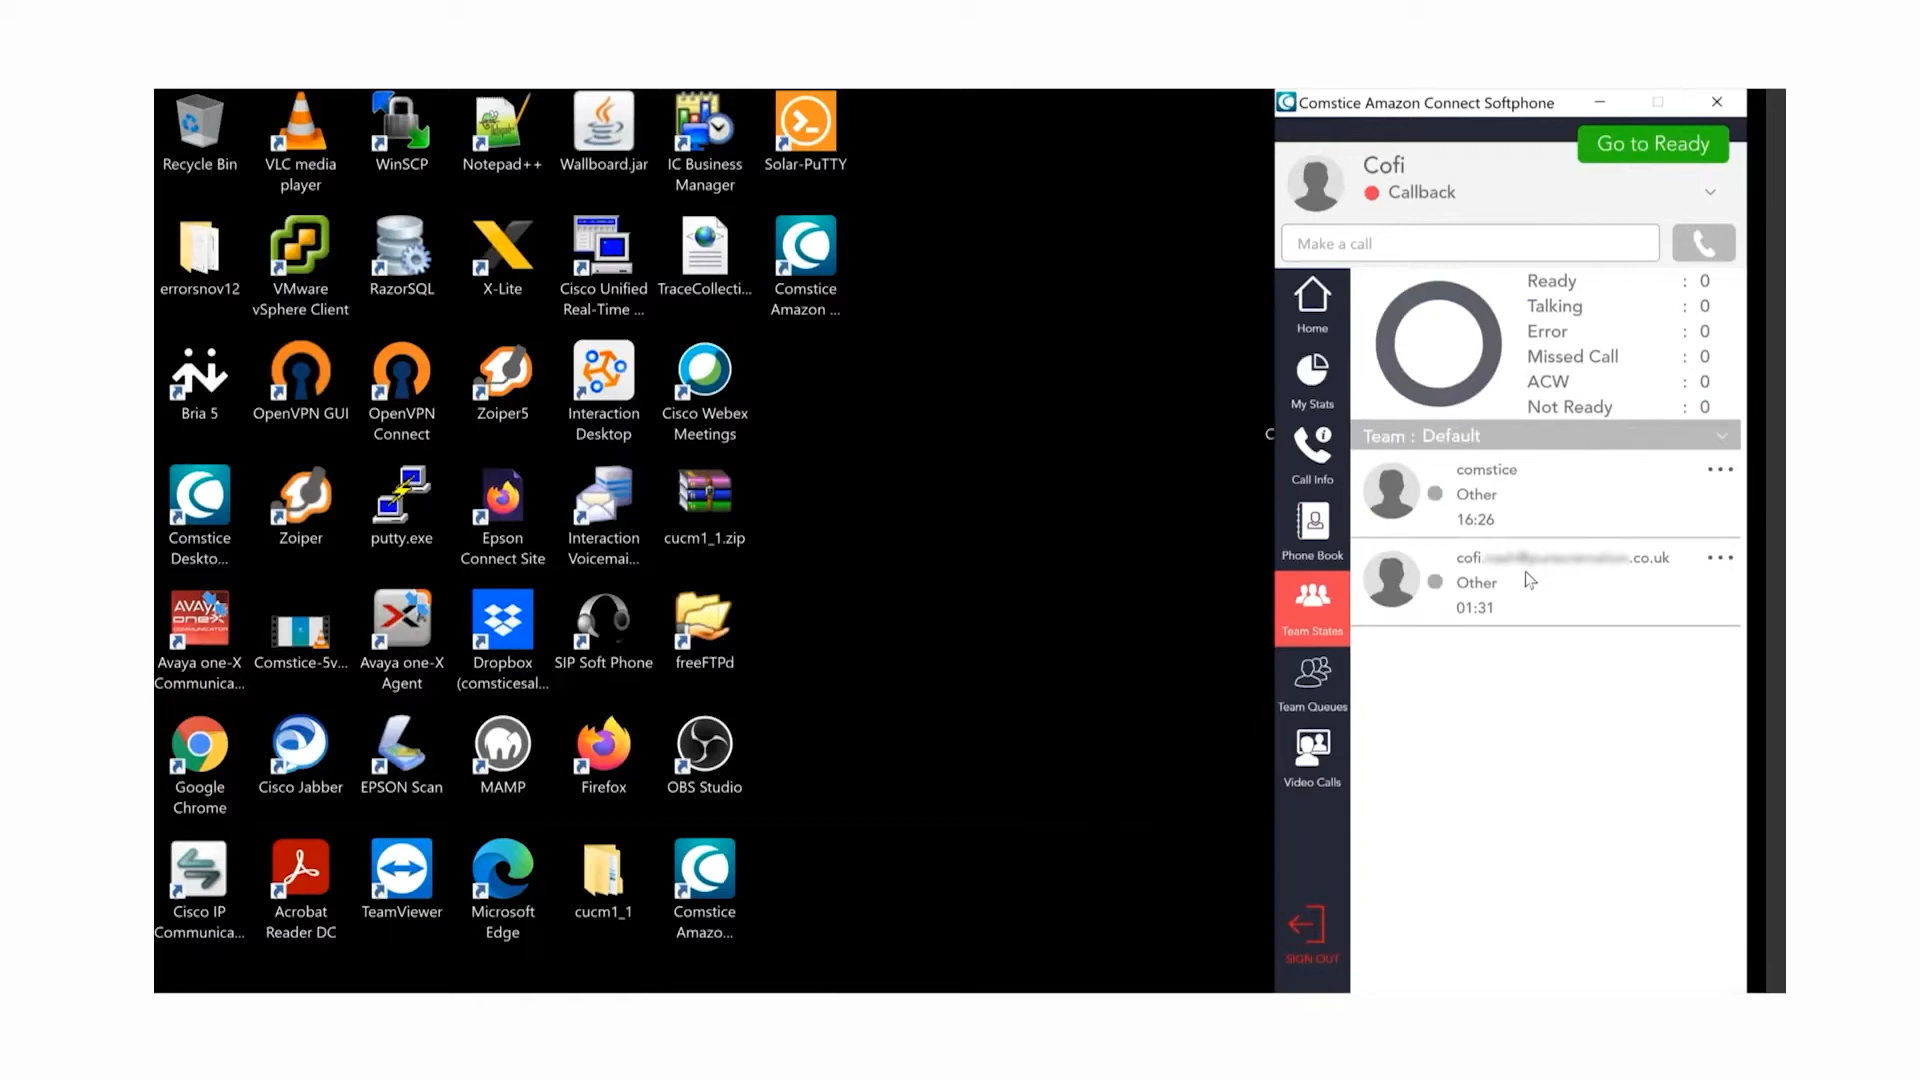 Recycle Bin
VLC media
player
WinSCP
Notepad++
Wallboard.jar
IC Business
Manager
Solar-PuTTY
errorsnov12
VMware
vSphere Client
RazorSQL
X-Lite
Cisco Unified
Real-Time ...
TraceCollecti...
Comstice
Amazon ...
Bria 5
OpenVPN GUI
OpenVPN
Connect
Zoiper5
Interaction
Desktop
Cisco Webex
Meetings
Comstice
Deskto...
Zoiper
putty.exe
Epson
Connect Site
Interaction
Voicemai...
cucm1_1.zip
AVAYA
one-X
COMMUNICATOR
Avaya one-X
Communica...
Comstice-5v...
Avaya one-X
Agent
Dropbox
(comsticesal...
SIP Soft Phone
freeFTPd
Google
Chrome
Cisco Jabber
EPSON Scan
MAMP
Firefox
OBS Studio
Cisco IP
Communica...
Acrobat
Reader DC
TeamViewer
Microsoft
Edge
cucm1_1
Comstice
Amazo...
C
Comstice Amazon Connect Softphone
Go to Ready
Cofi
Callback
Make a call
Home
My Stats
Call Info
Phone Book
Team States
Team Queues
Video Calls
SIGN OUT
Ready : 0
Talking : 0
Error : 0
Missed Call : 0
ACW : 0
Not Ready : 0
Team : Default
comstice
Other
16:26
cofi. .co.uk
Other
01:31